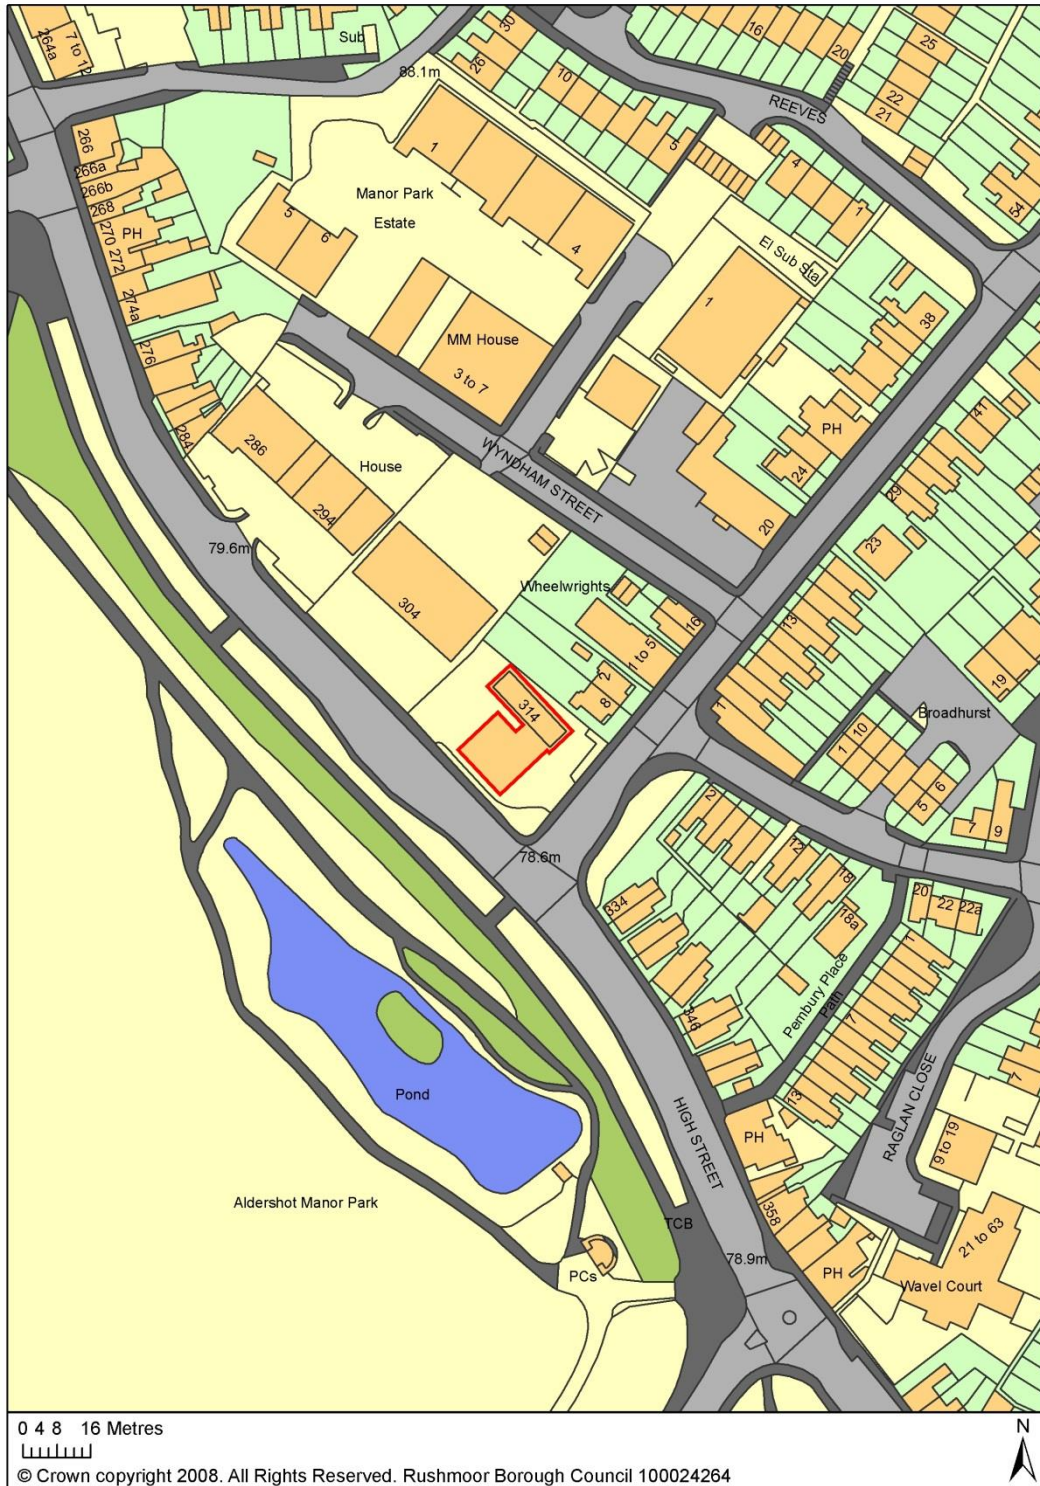 264a
7 to 12
Sub
30
26
88.1m
16
20
25
22
21
REEVES
10
5
4
1
54
266
266a
266b
268
270
PH
272
274a
276
284
1
Manor Park
Estate
4
5
6
El Sub Sta
1
38
MM House
3 to 7
PH
24
41
29
23
20
WYNDHAM STREET
286
House
294
79.6m
304
Wheelwrights
16
1 to 5
2
8
13
1
19
314
Broadhurst
1
10
5
6
7
9
78.6m
2
12
18
18a
20
22
22a
334
346
Pembury Place
Path
1
7
13
RAGLAN CLOSE
7
9 to 19
Pond
HIGH STREET
PH
358
PH
Aldershot Manor Park
TCB
PCs
78.9m
21 to 63
Wavel Court
0 4 8 16 Metres
N
© Crown copyright 2008. All Rights Reserved. Rushmoor Borough Council 100024264